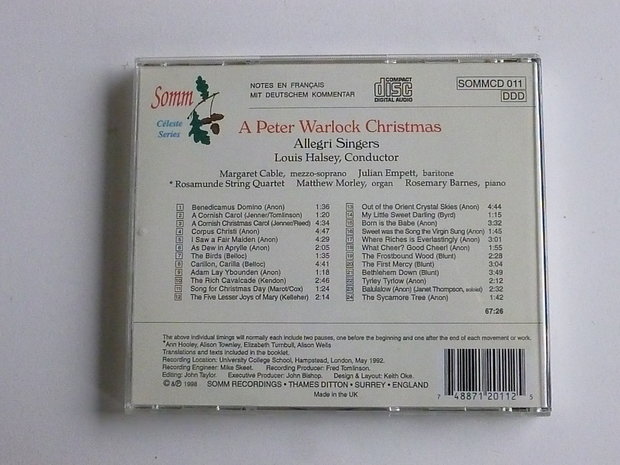 Somm
Céleste
Series
NOTES EN FRANÇAIS
MIT DEUTSCHEM KOMMENTAR
COMPACT
disc
DIGITAL AUDIO
SOMMCD 011
DDD
A Peter Warlock Christmas
Allegri Singers
Louis Halsey, Conductor
Margaret Cable, mezzo-soprano Julian Empett, baritone
* Rosamunde String Quartet Matthew Morley, organ Rosemary Barnes, piano
1 Benedicamus Domino (Anon) 1:36
2 A Cornish Carol (Jenner/Tomlinson) 1:20
3 A Cornish Christmas Carol (Jenner/Reed) 4:34
4 Corpus Christi (Anon) 4:47
5 I Saw a Fair Maiden (Anon) 4:29
6 As Dew in Aprylle (Anon) 2:05
7 The Birds (Belloc) 1:35
8 Carillon, Carilla (Belloc) 4:41
9 Adam Lay Ybounden (Anon) 1:18
10 The Rich Cavalcade (Kendon) 2:46
11 Song for Christmas Day (Marot/Cox) 1:24
12 The Five Lesser Joys of Mary (Kelleher) 2:14
13 Out of the Orient Crystal Skies (Anon) 4:44
14 My Little Sweet Darling (Byrd) 1:15
15 Born is the Babe (Anon) 3:32
16 Sweet was the Song the Virgin Sung (Anon) 1:45
17 Where Riches is Everlastingly (Anon) 3:01
18 What Cheer? Good Cheer! (Anon) 1:55
19 The Frostbound Wood (Blunt) 2:28
20 The First Mercy (Blunt) 3:04
21 Bethlehem Down (Blunt) 3:49
22 Tyrley Tyrlow (Anon) 2:12
23 Balulalow (Anon) (Janet Thompson, soloist) 2:32
24 The Sycamore Tree (Anon) 1:42
67:26
The above individual timings will normally each include two pauses, one before the beginning and one after the end of each movement or work.
*Ann Hooley, Alison Townley, Elizabeth Turnbull, Alison Wells
Translations and texts included in the booklet.
Recording Location: University College School, Hampstead, London, May 1992.
Recording Engineer: Mike Skeet. Recording Producer: Fred Tomlinson.
Editing: John Taylor. Executive Producer: John Bishop. Design & Layout: Keith Oke.
© & ℗ 1998 SOMM RECORDINGS • THAMES DITTON • SURREY • ENGLAND
Made in the UK
7 48871 20112 5